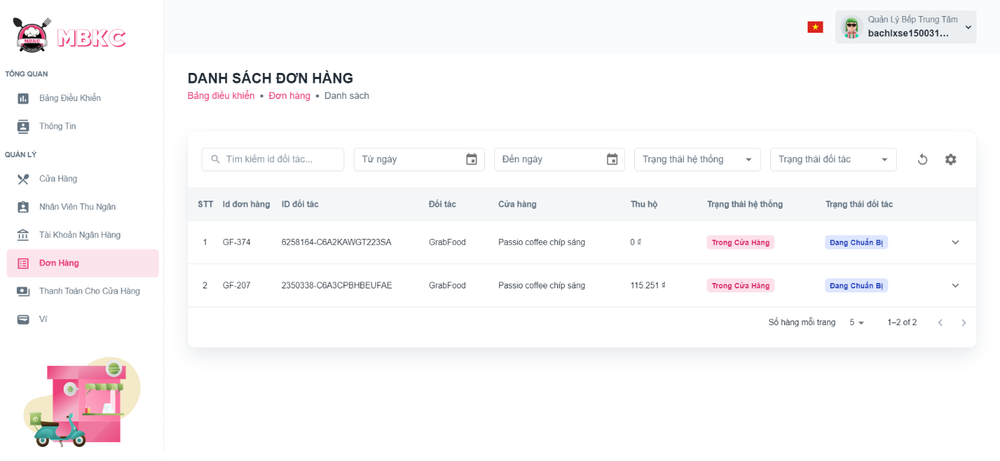 MBKC
MBKC
Quản Lý Bếp Trung Tâm
bachlxse150031...
TỔNG QUAN
Bảng Điều Khiển
Thông Tin
QUẢN LÝ
Cửa Hàng
Nhân Viên Thu Ngân
Tài Khoản Ngân Hàng
Đơn Hàng
Thanh Toán Cho Cửa Hàng
Ví
DANH SÁCH ĐƠN HÀNG
Bảng điều khiển • Đơn hàng • Danh sách
Tìm kiếm id đối tác... Từ ngày Đến ngày Trạng thái hệ thống Trạng thái đối tác
STT Id đơn hàng ID đối tác Đối tác Cửa hàng Thu hộ Trạng thái hệ thống Trạng thái đối tác
1 GF-374 6258164-C6A2KAWGT223SA GrabFood Passio coffee chíp sáng 0 ₫ Trong Cửa Hàng Đang Chuẩn Bị
2 GF-207 2350338-C6A3CPBHBEUFAE GrabFood Passio coffee chíp sáng 115.251 ₫ Trong Cửa Hàng Đang Chuẩn Bị
Số hàng mỗi trang 5 1–2 of 2